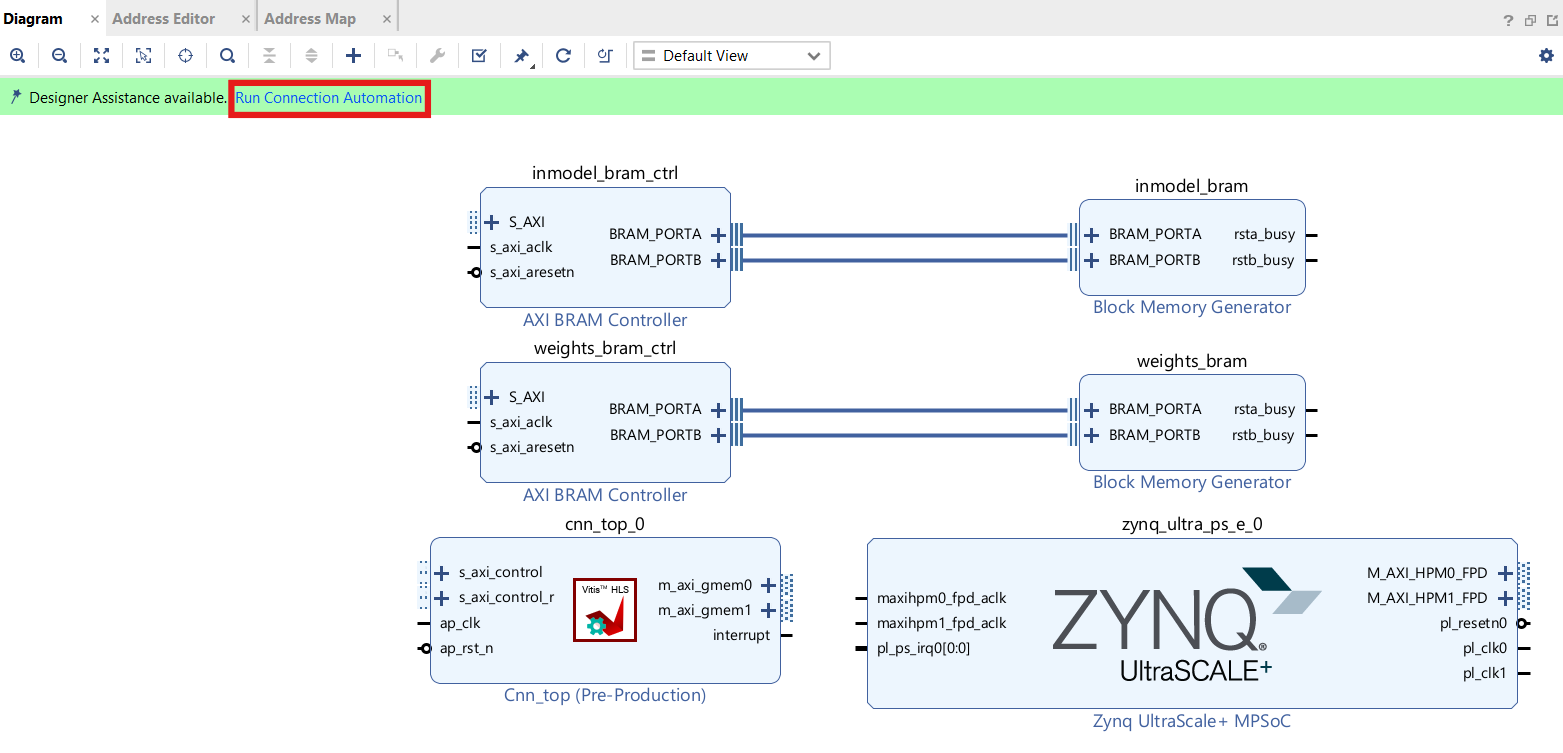 Diagram × Address Editor × Address Map ×
Default View
Designer Assistance available. Run Connection Automation
inmodel_bram_ctrl
S_AXI
s_axi_aclk
s_axi_aresetn
BRAM_PORTA
BRAM_PORTB
AXI BRAM Controller
inmodel_bram
BRAM_PORTA
BRAM_PORTB
rsta_busy
rstb_busy
Block Memory Generator
weights_bram_ctrl
S_AXI
s_axi_aclk
s_axi_aresetn
BRAM_PORTA
BRAM_PORTB
AXI BRAM Controller
weights_bram
BRAM_PORTA
BRAM_PORTB
rsta_busy
rstb_busy
Block Memory Generator
cnn_top_0
s_axi_control
s_axi_control_r
ap_clk
ap_rst_n
Vitis™ HLS
m_axi_gmem0
m_axi_gmem1
interrupt
Cnn_top (Pre-Production)
zynq_ultra_ps_e_0
maxihpm0_fpd_aclk
maxihpm1_fpd_aclk
pl_ps_irq0[0:0]
ZYNQ®
UltraSCALE+
M_AXI_HPM0_FPD
M_AXI_HPM1_FPD
pl_resetn0
pl_clk0
pl_clk1
Zynq UltraScale+ MPSoC